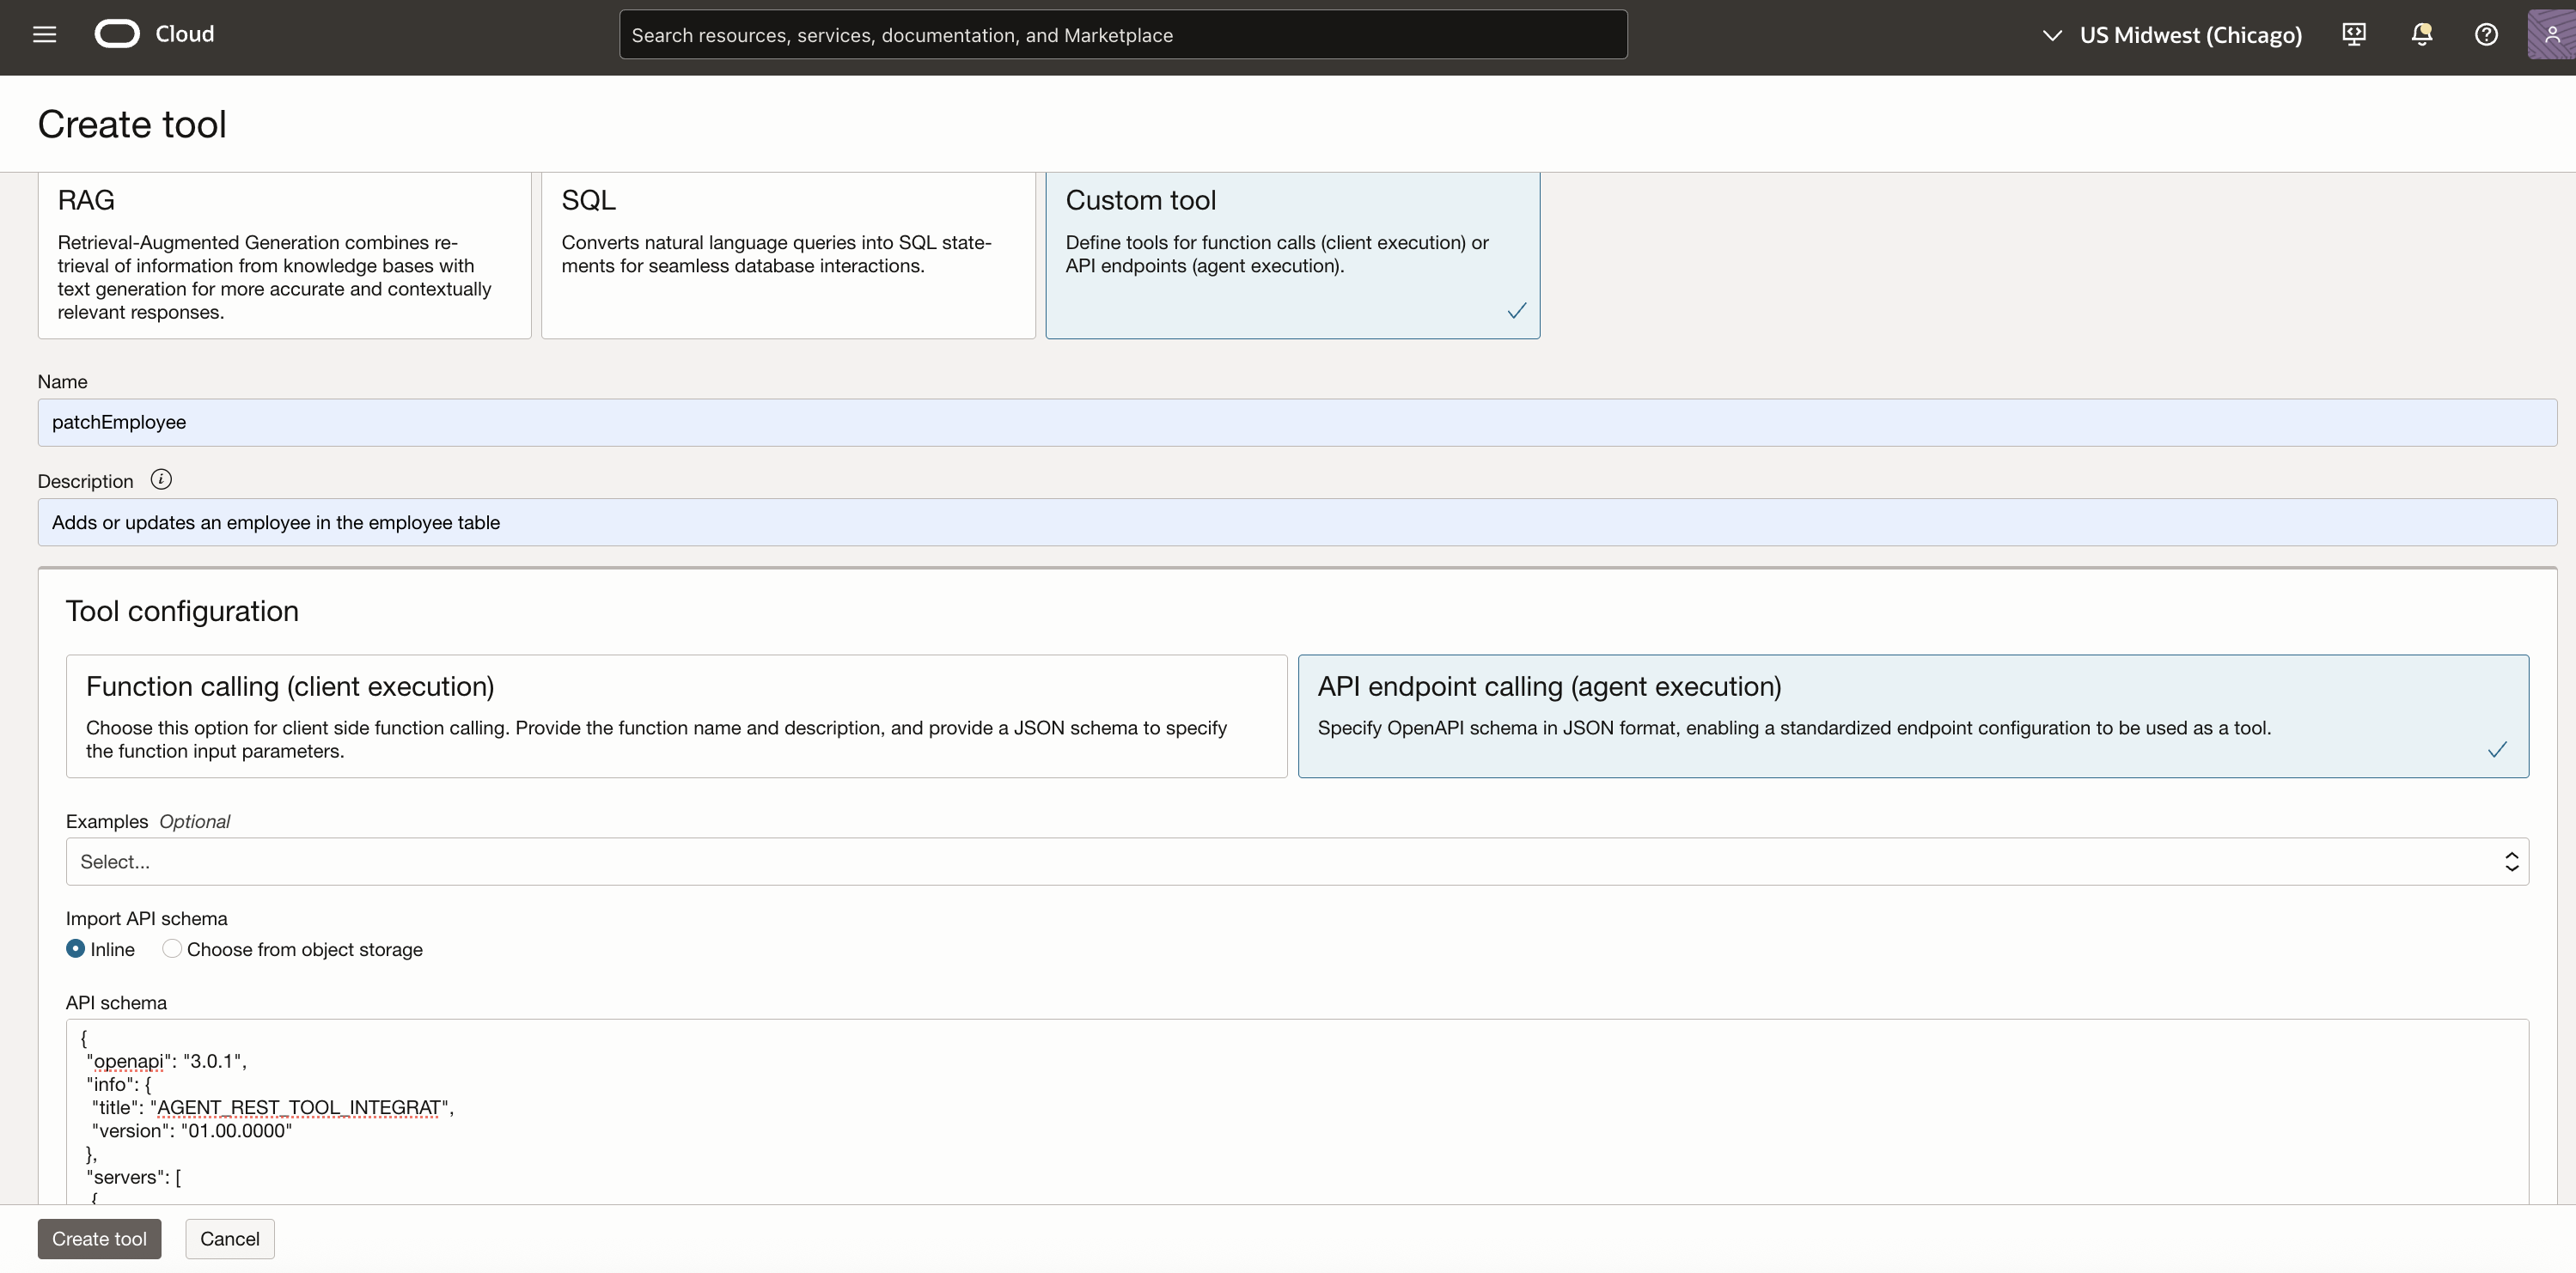 Cloud
Search resources, services, documentation, and Marketplace
US Midwest (Chicago)
Create tool
RAG
Retrieval-Augmented Generation combines re-
trieval of information from knowledge bases with
text generation for more accurate and contextually
relevant responses.
SQL
Converts natural language queries into SQL state-
ments for seamless database interactions.
Custom tool
Define tools for function calls (client execution) or
API endpoints (agent execution).
Name
patchEmployee
Description
Adds or updates an employee in the employee table
Tool configuration
Function calling (client execution)
Choose this option for client side function calling. Provide the function name and description, and provide a JSON schema to specify
the function input parameters.
API endpoint calling (agent execution)
Specify OpenAPI schema in JSON format, enabling a standardized endpoint configuration to be used as a tool.
Examples Optional
Select...
Import API schema
Inline Choose from object storage
API schema
{
"openapi": "3.0.1",
"info": {
"title": "AGENT_REST_TOOL_INTEGRAT",
"version": "01.00.0000"
},
"servers": [
{
Create tool Cancel